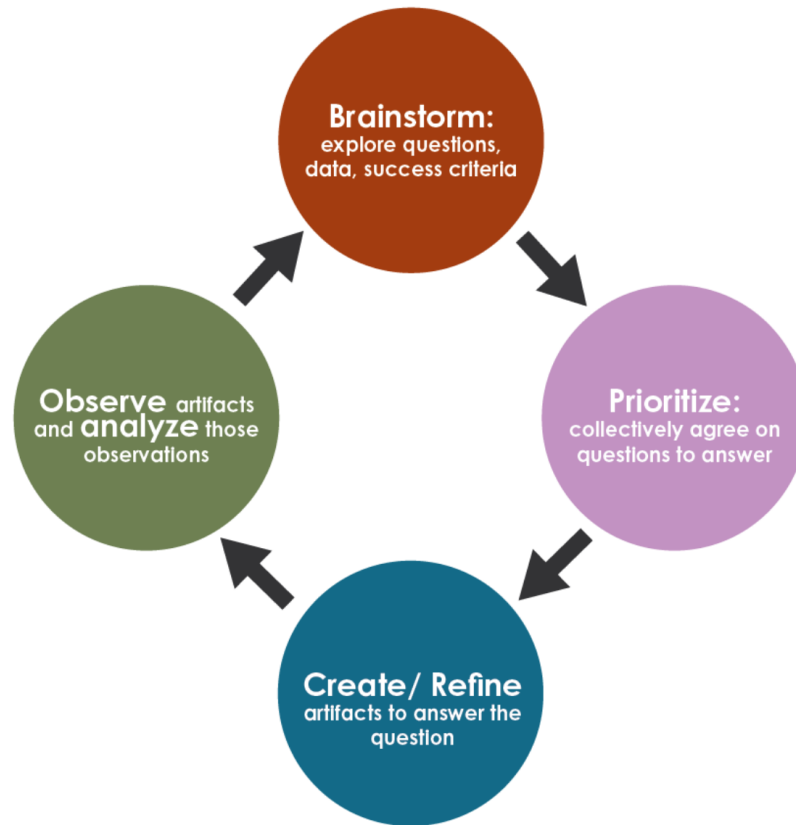 Brainstorm:
explore questions,
data, success criteria
Prioritize:
collectively agree on
questions to answer
Create/ Refine
artifacts to answer the
question
Observe artifacts
and analyze those
observations